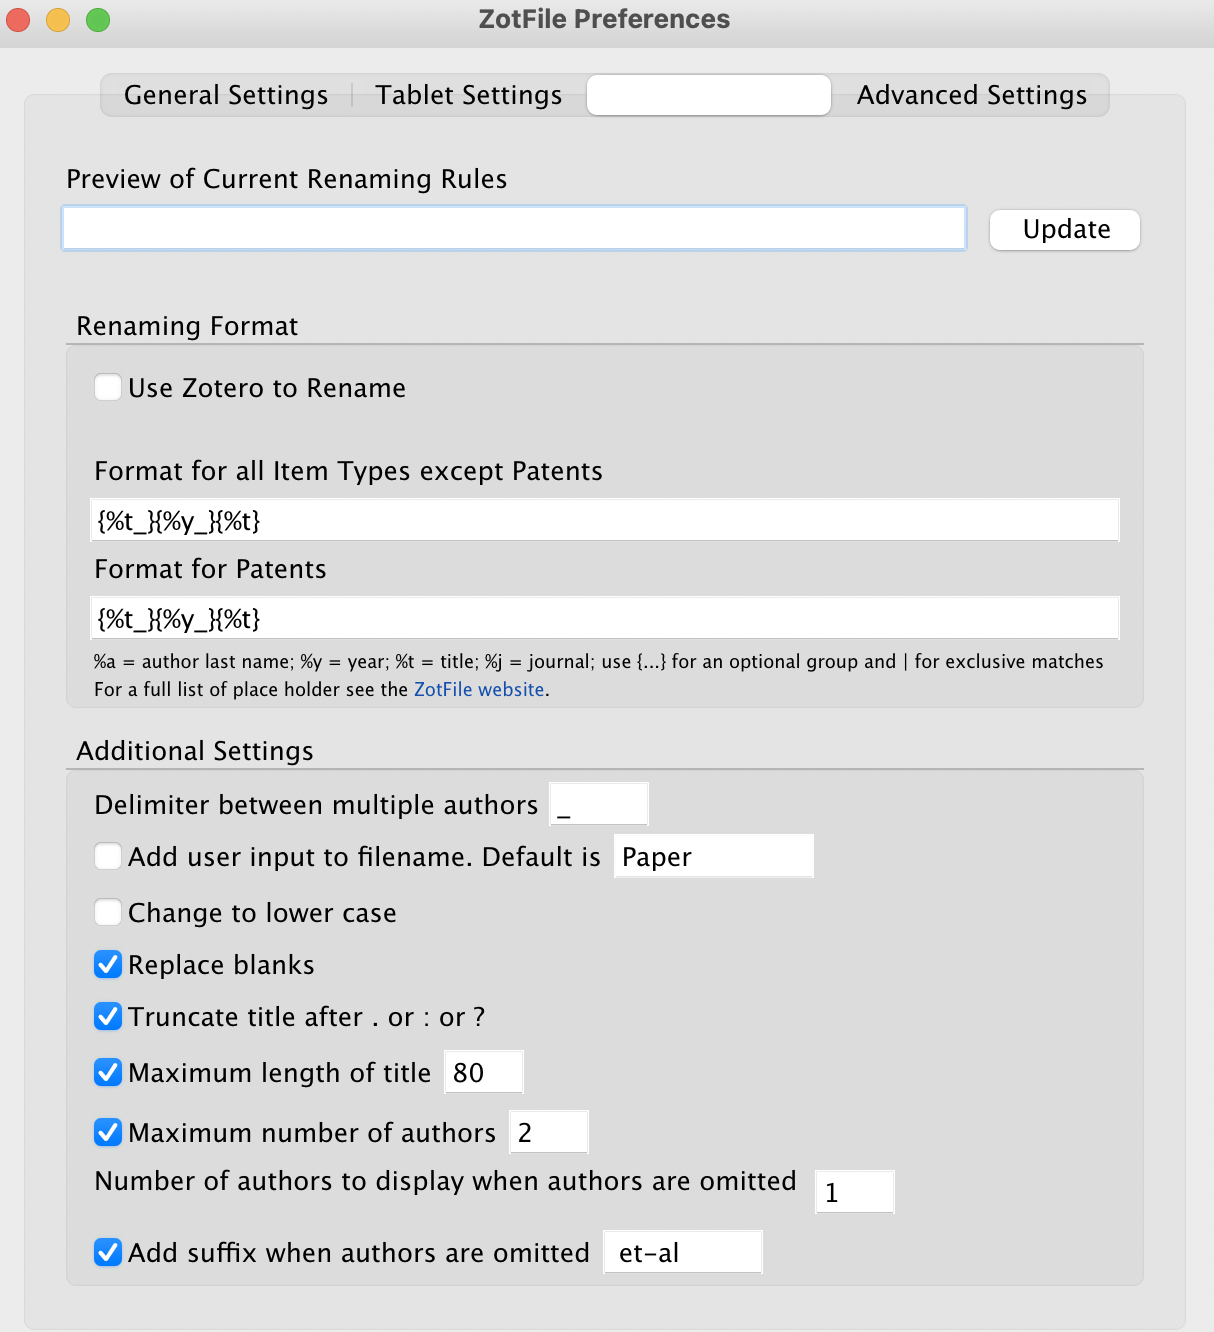 ZotFile Preferences
General Settings Tablet Settings Advanced Settings
Preview of Current Renaming Rules
Update
Renaming Format
Use Zotero to Rename
Format for all Item Types except Patents
{%t_}{%y_}{%t}
Format for Patents
{%t_}{%y_}{%t}
%a = author last name; %y = year; %t = title; %j = journal; use {...} for an optional group and | for exclusive matches
For a full list of place holder see the ZotFile website.
Additional Settings
Delimiter between multiple authors _
Add user input to filename. Default is Paper
Change to lower case
Replace blanks
Truncate title after . or : or ?
Maximum length of title 80
Maximum number of authors 2
Number of authors to display when authors are omitted 1
Add suffix when authors are omitted et-al